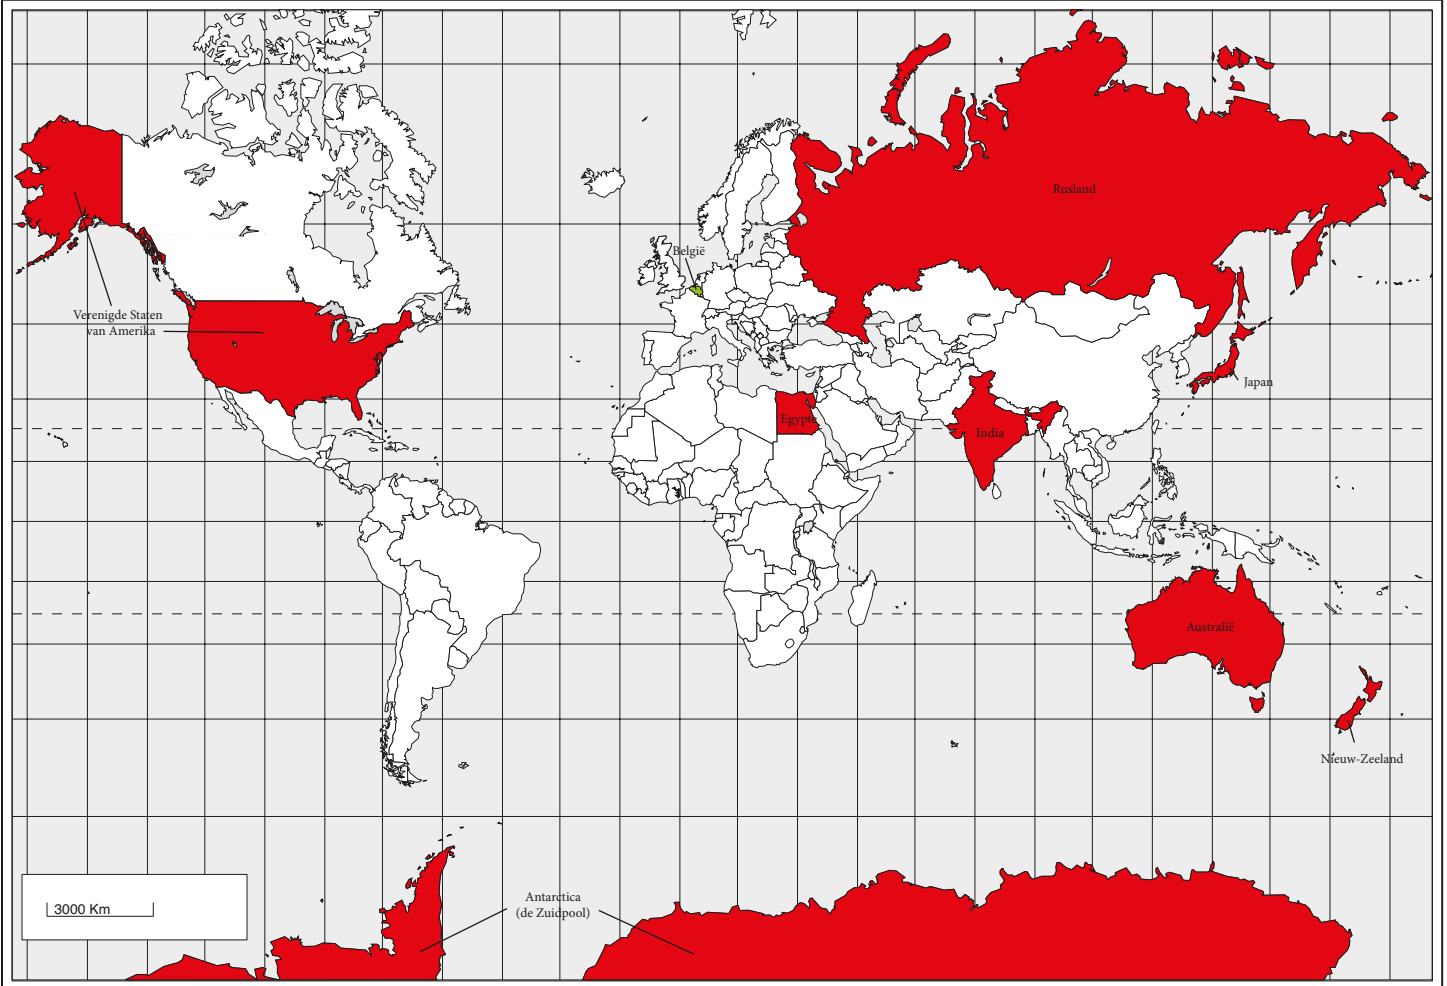 Rusland
België
Verenigde Staten
van Amerika
Japan
Egypte
India
Australië
Nieuw-Zeeland
Antarctica
(de Zuidpool)
3000 Km